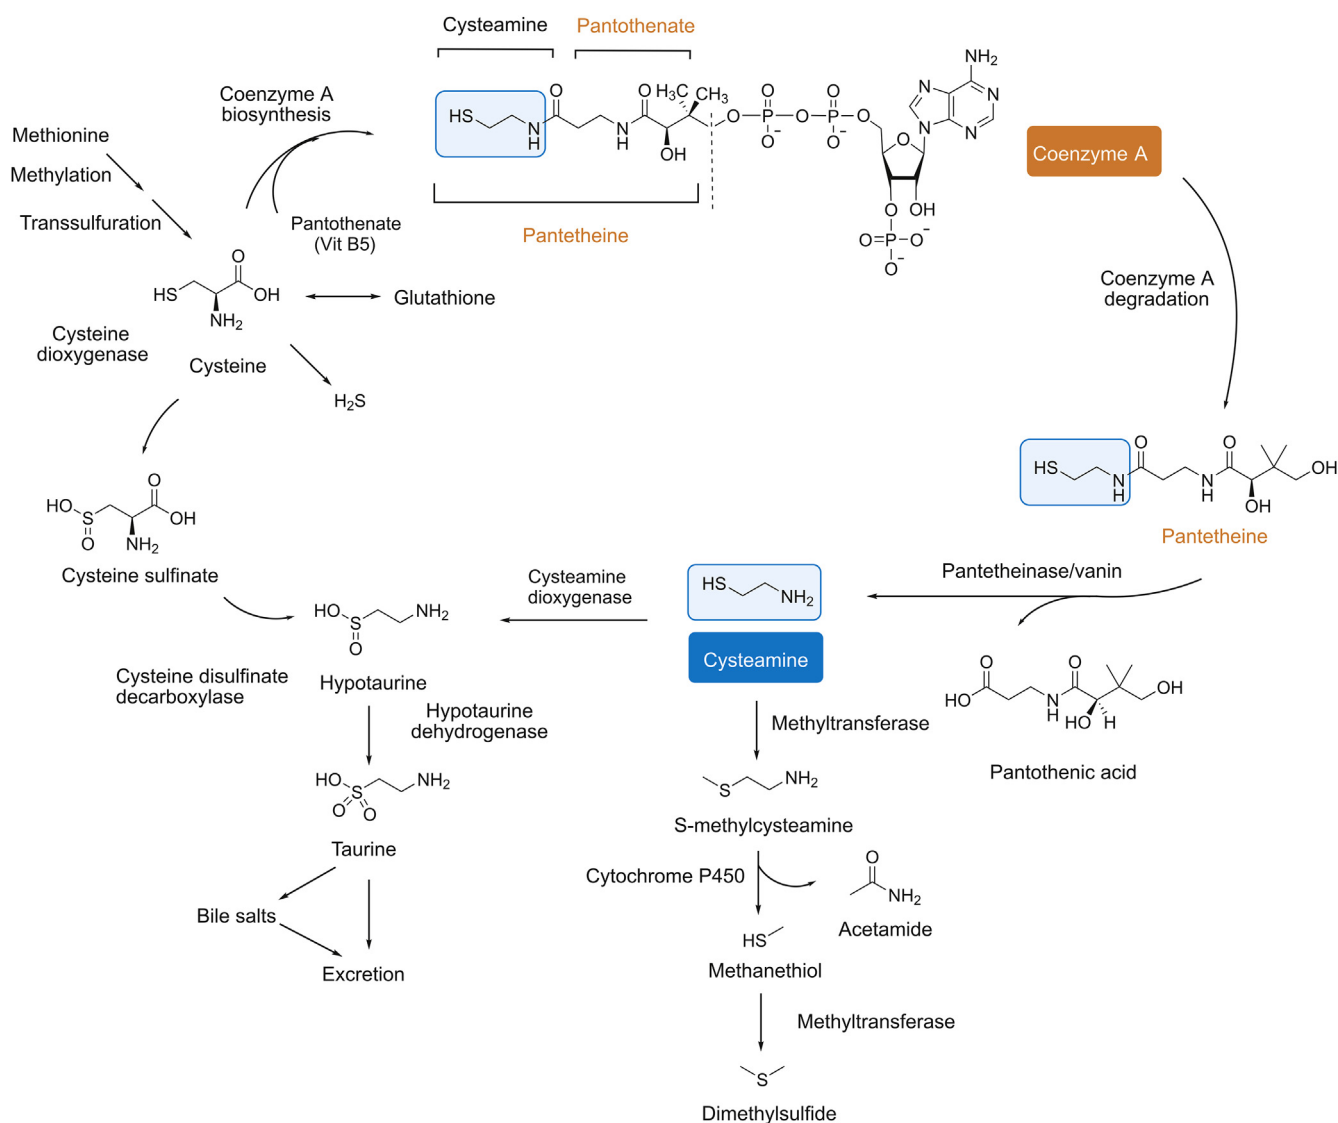 Cysteamine
Pantothenate
Coenzyme A
biosynthesis
Methionine
Methylation
Transsulfuration
Pantothenate
(Vit B5)
HS
O
N
H
O
N
H
OH
H₃C
CH₃
O
O
P
O⁻
O
O
P
O⁻
O
O
NH₂
N
N
N
N
O
OH
O=P–O⁻
O⁻
Pantetheine
Coenzyme A
Coenzyme A
degradation
HS
O
OH
NH₂
Cysteine
Glutathione
H₂S
Cysteine
dioxygenase
HO
S
O
O
OH
NH₂
Cysteine sulfinate
HS
N
H
O
N
H
O
OH
OH
Pantetheine
Pantetheinase/vanin
Cysteamine
dioxygenase
HS
NH₂
Cysteamine
HO
S
O
NH₂
Hypotaurine
Cysteine disulfinate
decarboxylase
Hypotaurine
dehydrogenase
Methyltransferase
O
HO
N
H
O
HO
H
OH
Pantothenic acid
HO
S
O
O
NH₂
Taurine
S
NH₂
S-methylcysteamine
Cytochrome P450
O
NH₂
Acetamide
Bile salts
Excretion
HS
Methanethiol
Methyltransferase
S
Dimethylsulfide